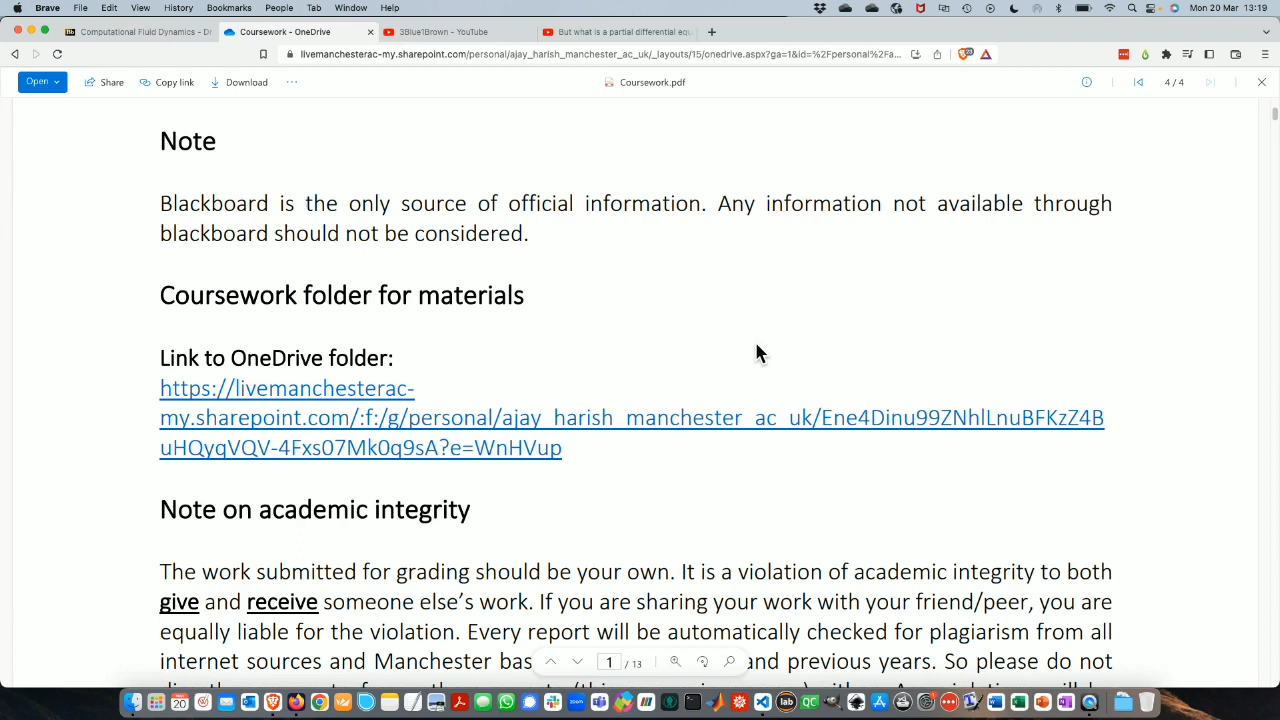 Brave File Edit View History Bookmarks People Tab Window Help Mon 20 Mar 13:19
Computational Fluid Dynamics - Dr Coursework - OneDrive 3Blue1Brown - YouTube But what is a partial differential equ
livemanchesterac-my.sharepoint.com/personal/ajay_harish_manchester_ac_uk/_layouts/15/onedrive.aspx?ga=1&id=%2Fpersonal%2Fa...
Open Share Copy link Download Coursework.pdf 4 / 4
Note
Blackboard is the only source of official information. Any information not available through
blackboard should not be considered.
Coursework folder for materials
Link to OneDrive folder:
https://livemanchesterac-
my.sharepoint.com/:f:/g/personal/ajay_harish_manchester_ac_uk/Ene4Dinu99ZNhlLnuBFKzZ4B
uHQyqVQV-4Fxs07Mk0q9sA?e=WnHVup
Note on academic integrity
The work submitted for grading should be your own. It is a violation of academic integrity to both
give and receive someone else's work. If you are sharing your work with your friend/peer, you are
equally liable for the violation. Every report will be automatically checked for plagiarism from all
internet sources and Manchester bas and previous years. So please do not
1 / 13